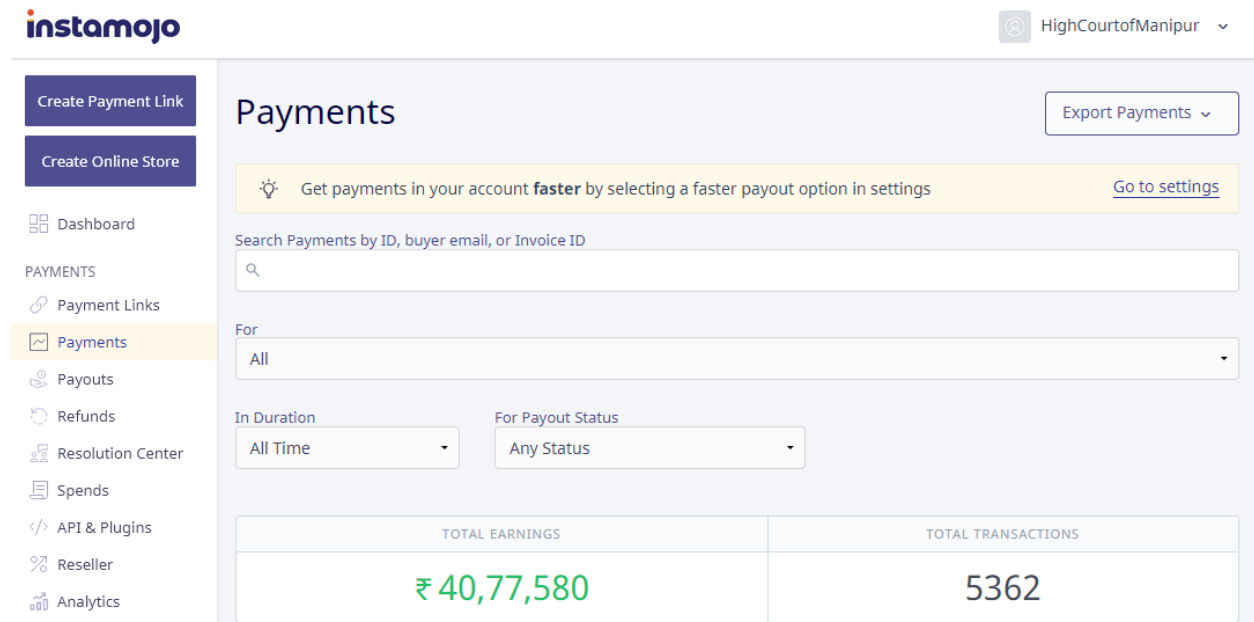 instamojo
HighCourtofManipur
Create Payment Link
Create Online Store
Dashboard
PAYMENTS
Payment Links
Payments
Payouts
Refunds
Resolution Center
Spends
API & Plugins
Reseller
Analytics
Payments
Export Payments
Get payments in your account faster by selecting a faster payout option in settings
Go to settings
Search Payments by ID, buyer email, or Invoice ID
For
All
In Duration
For Payout Status
All Time
Any Status
TOTAL EARNINGS
TOTAL TRANSACTIONS
₹ 40,77,580
5362